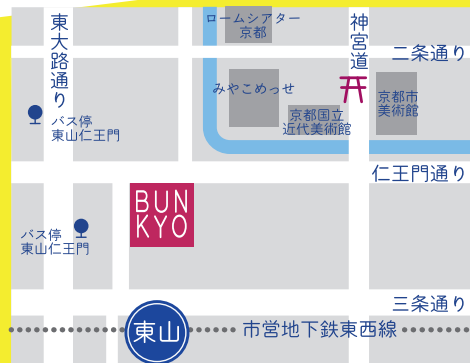 東大路通り
ロームシアター
京都
神宮道
二条通り
みやこめっせ
京都市
美術館
京都国立
近代美術館
バス停
東山仁王門
仁王門通り
BUN
KYO
バス停
東山仁王門
三条通り
東山
市営地下鉄東西線